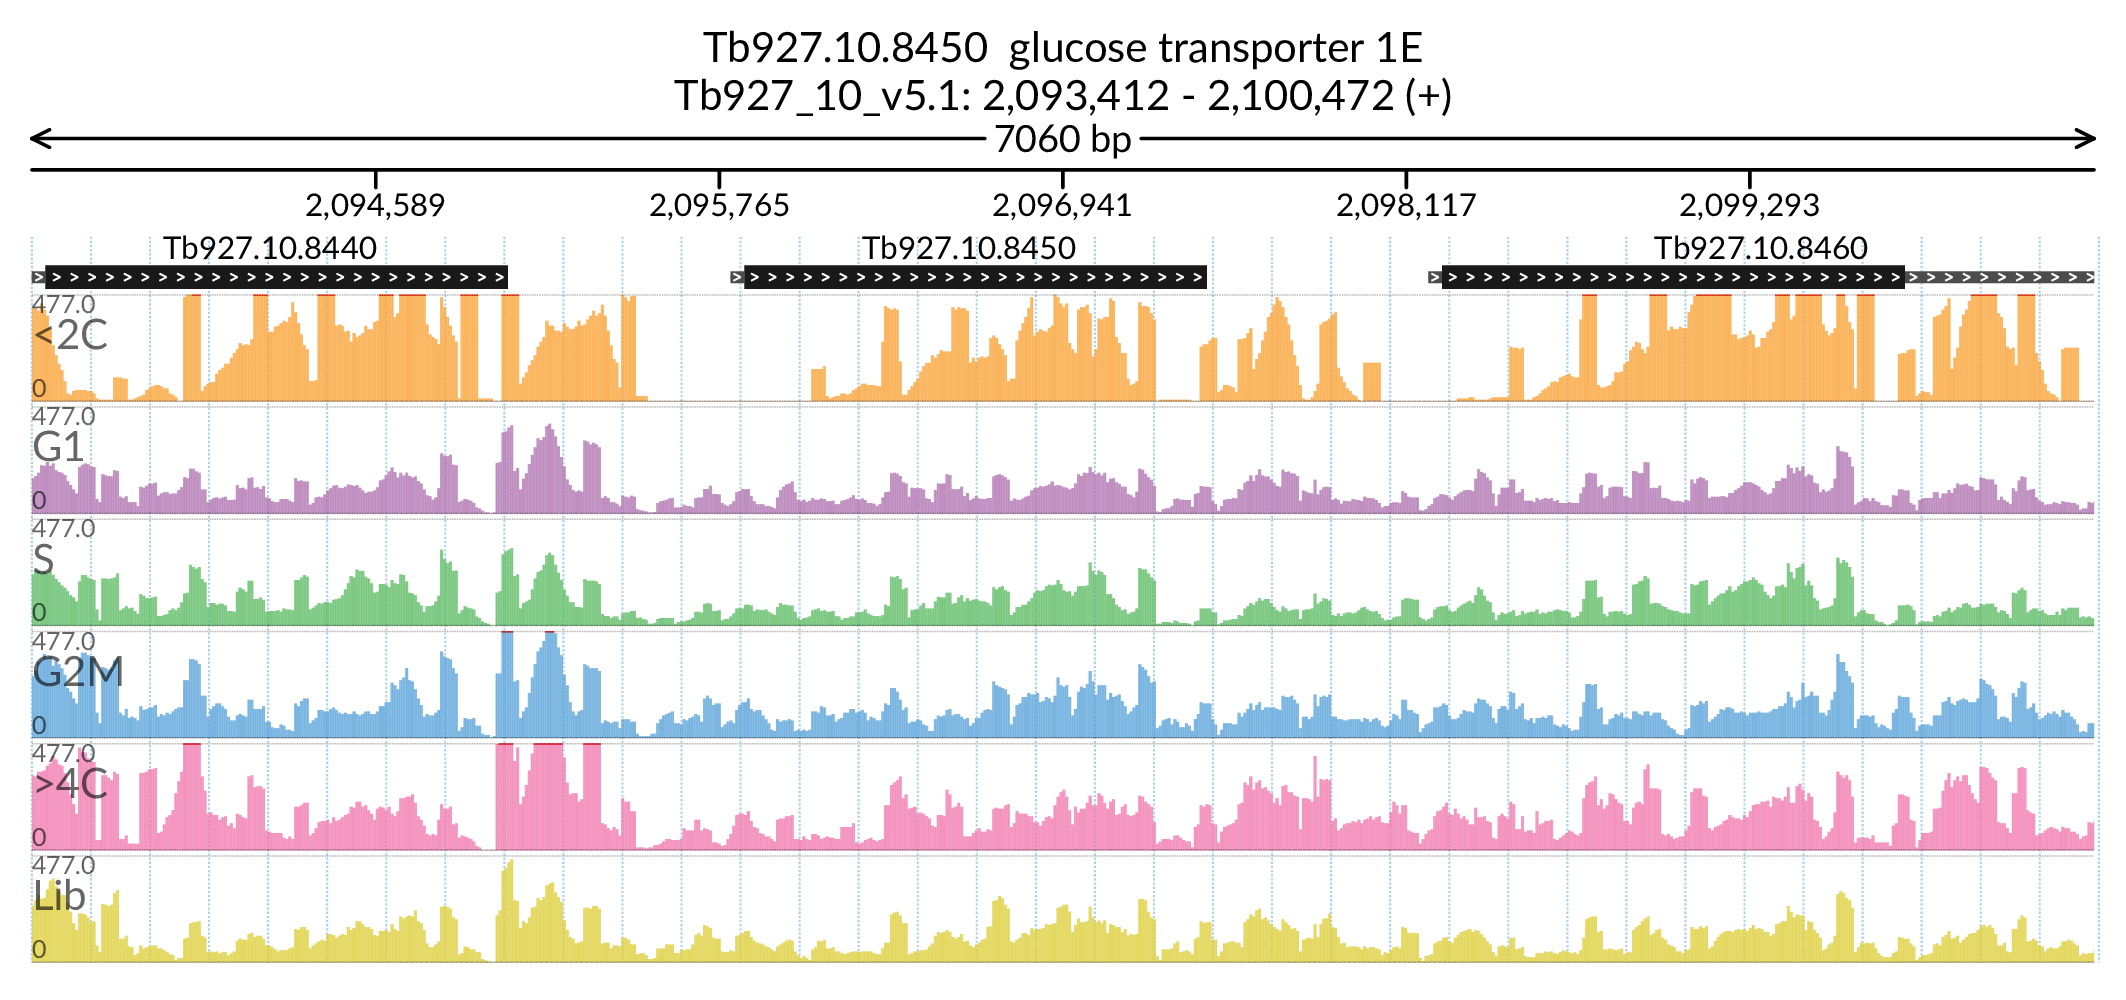 Tb927.10.8450  glucose transporter 1E
Tb927_10_v5.1: 2,093,412 - 2,100,472 (+)
7060 bp
2,094,589 2,095,765 2,096,941 2,098,117 2,099,293
Tb927.10.8440 Tb927.10.8450 Tb927.10.8460
477.0
<2C
0
477.0
G1
0
477.0
S
0
477.0
G2M
0
477.0
>4C
0
477.0
Lib
0